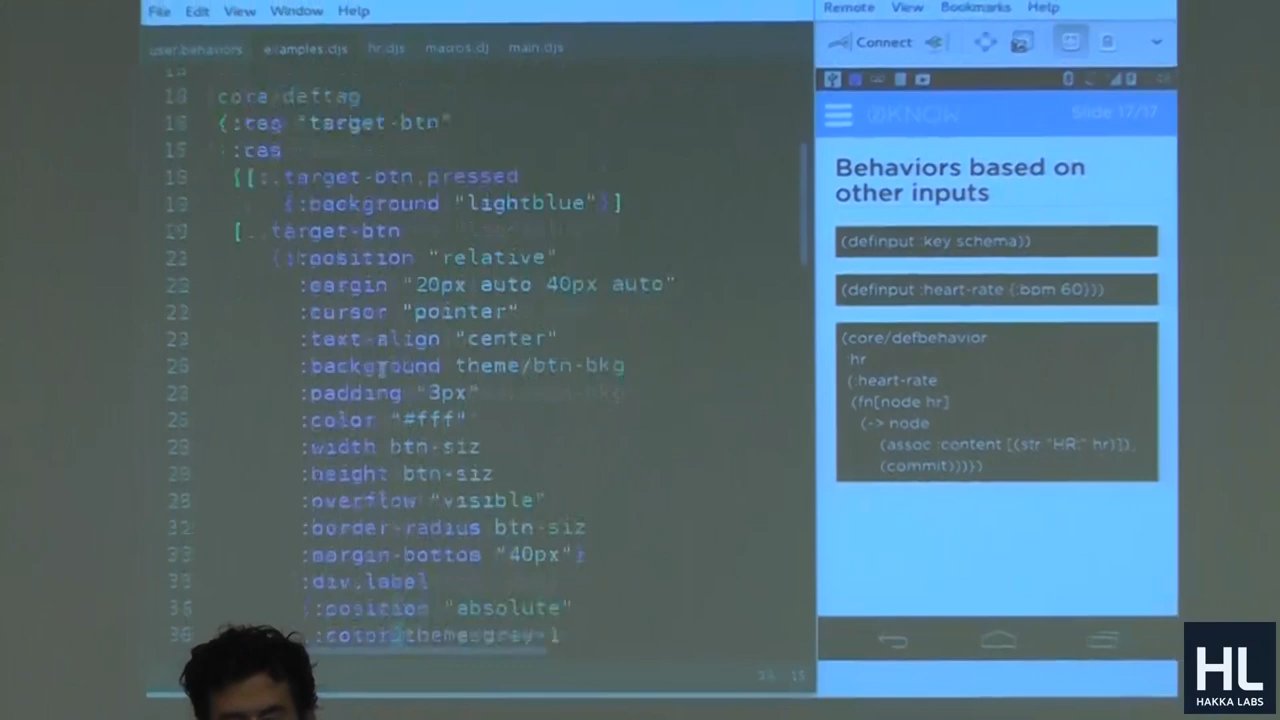 File Edit View Window Help
user.behaviors examples.djs hr.djs macros.dj main.djs
core deftag
{:tag "target-btn"
:css
{[:.target-btn.pressed
{:background "lightblue"}]
[:.target-btn
{:position "relative"
:margin "20px auto 40px auto"
:cursor "pointer"
:text-align "center"
:background theme/btn-bkg
:padding "3px"
:color "#fff"
:width btn-siz
:height btn-siz
:overflow "visible"
:border-radius btn-siz
:margin-bottom "40px"}
:div.label
:position "absolute"
:color
Remote View Bookmarks Help
Connect
@KNOW Slide 17/17
Behaviors based on
other inputs
(definput :key schema))
(definput :heart-rate {:bpm 60}))
(core/defbehavior
:hr
(:heart-rate
(fn[node hr]
(-> node
(assoc :content [(str "HR:" hr)]),
(commit))))
HL
HAKKA LABS